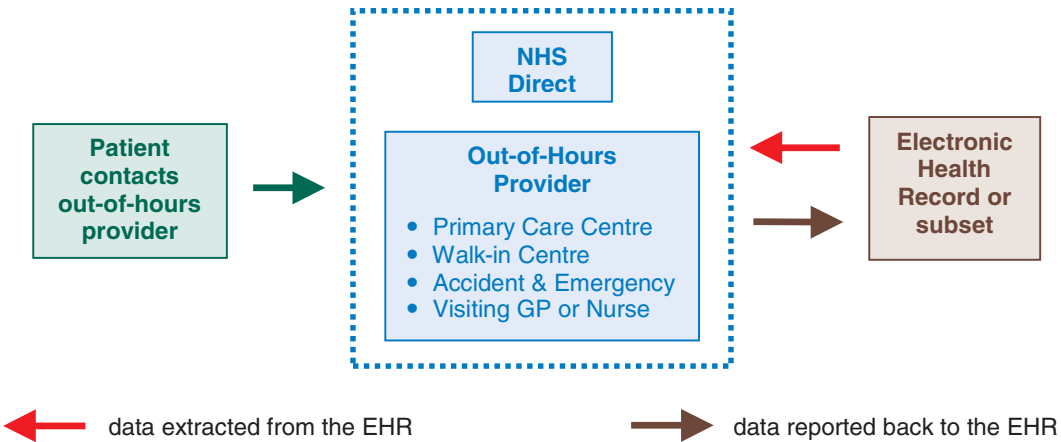 Patient
contacts
out-of-hours
provider
NHS
Direct
Out-of-Hours
Provider
• Primary Care Centre
• Walk-in Centre
• Accident & Emergency
• Visiting GP or Nurse
Electronic
Health
Record or
subset
data extracted from the EHR
data reported back to the EHR